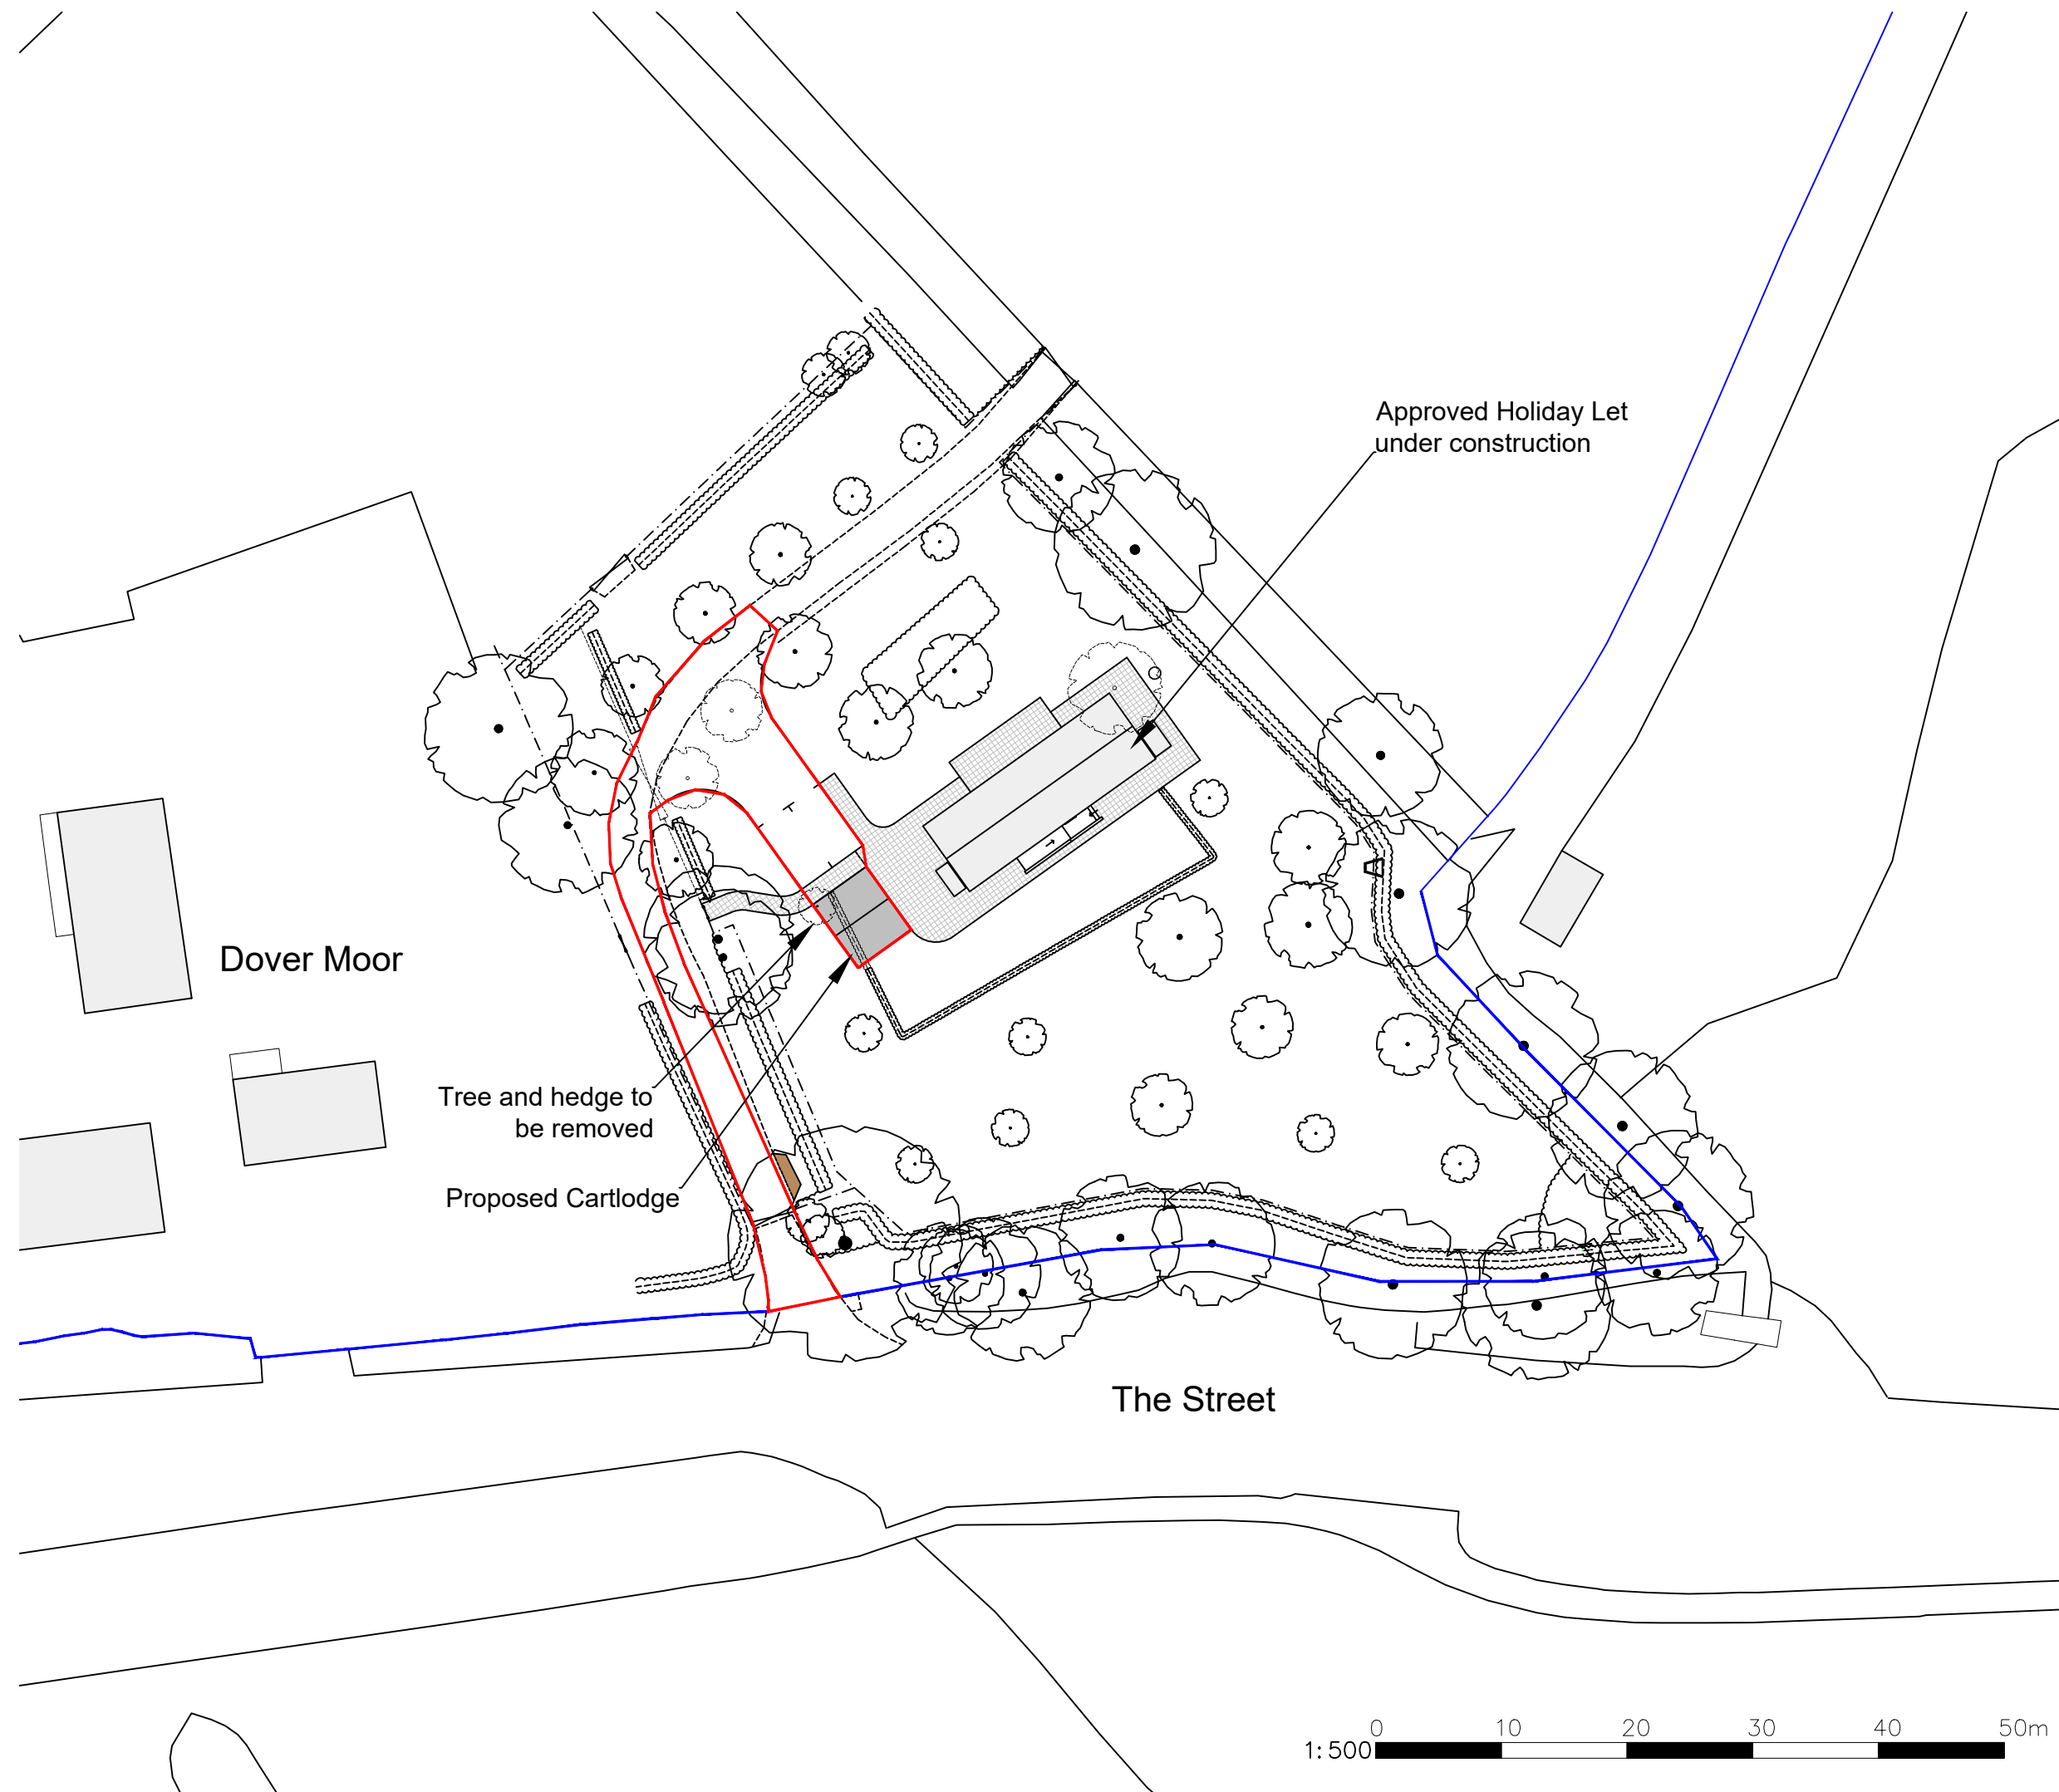 Approved Holiday Let
under construction
Dover Moor
Tree and hedge to
be removed
Proposed Cartlodge
The Street
0 10 20 30 40 50m
1:500